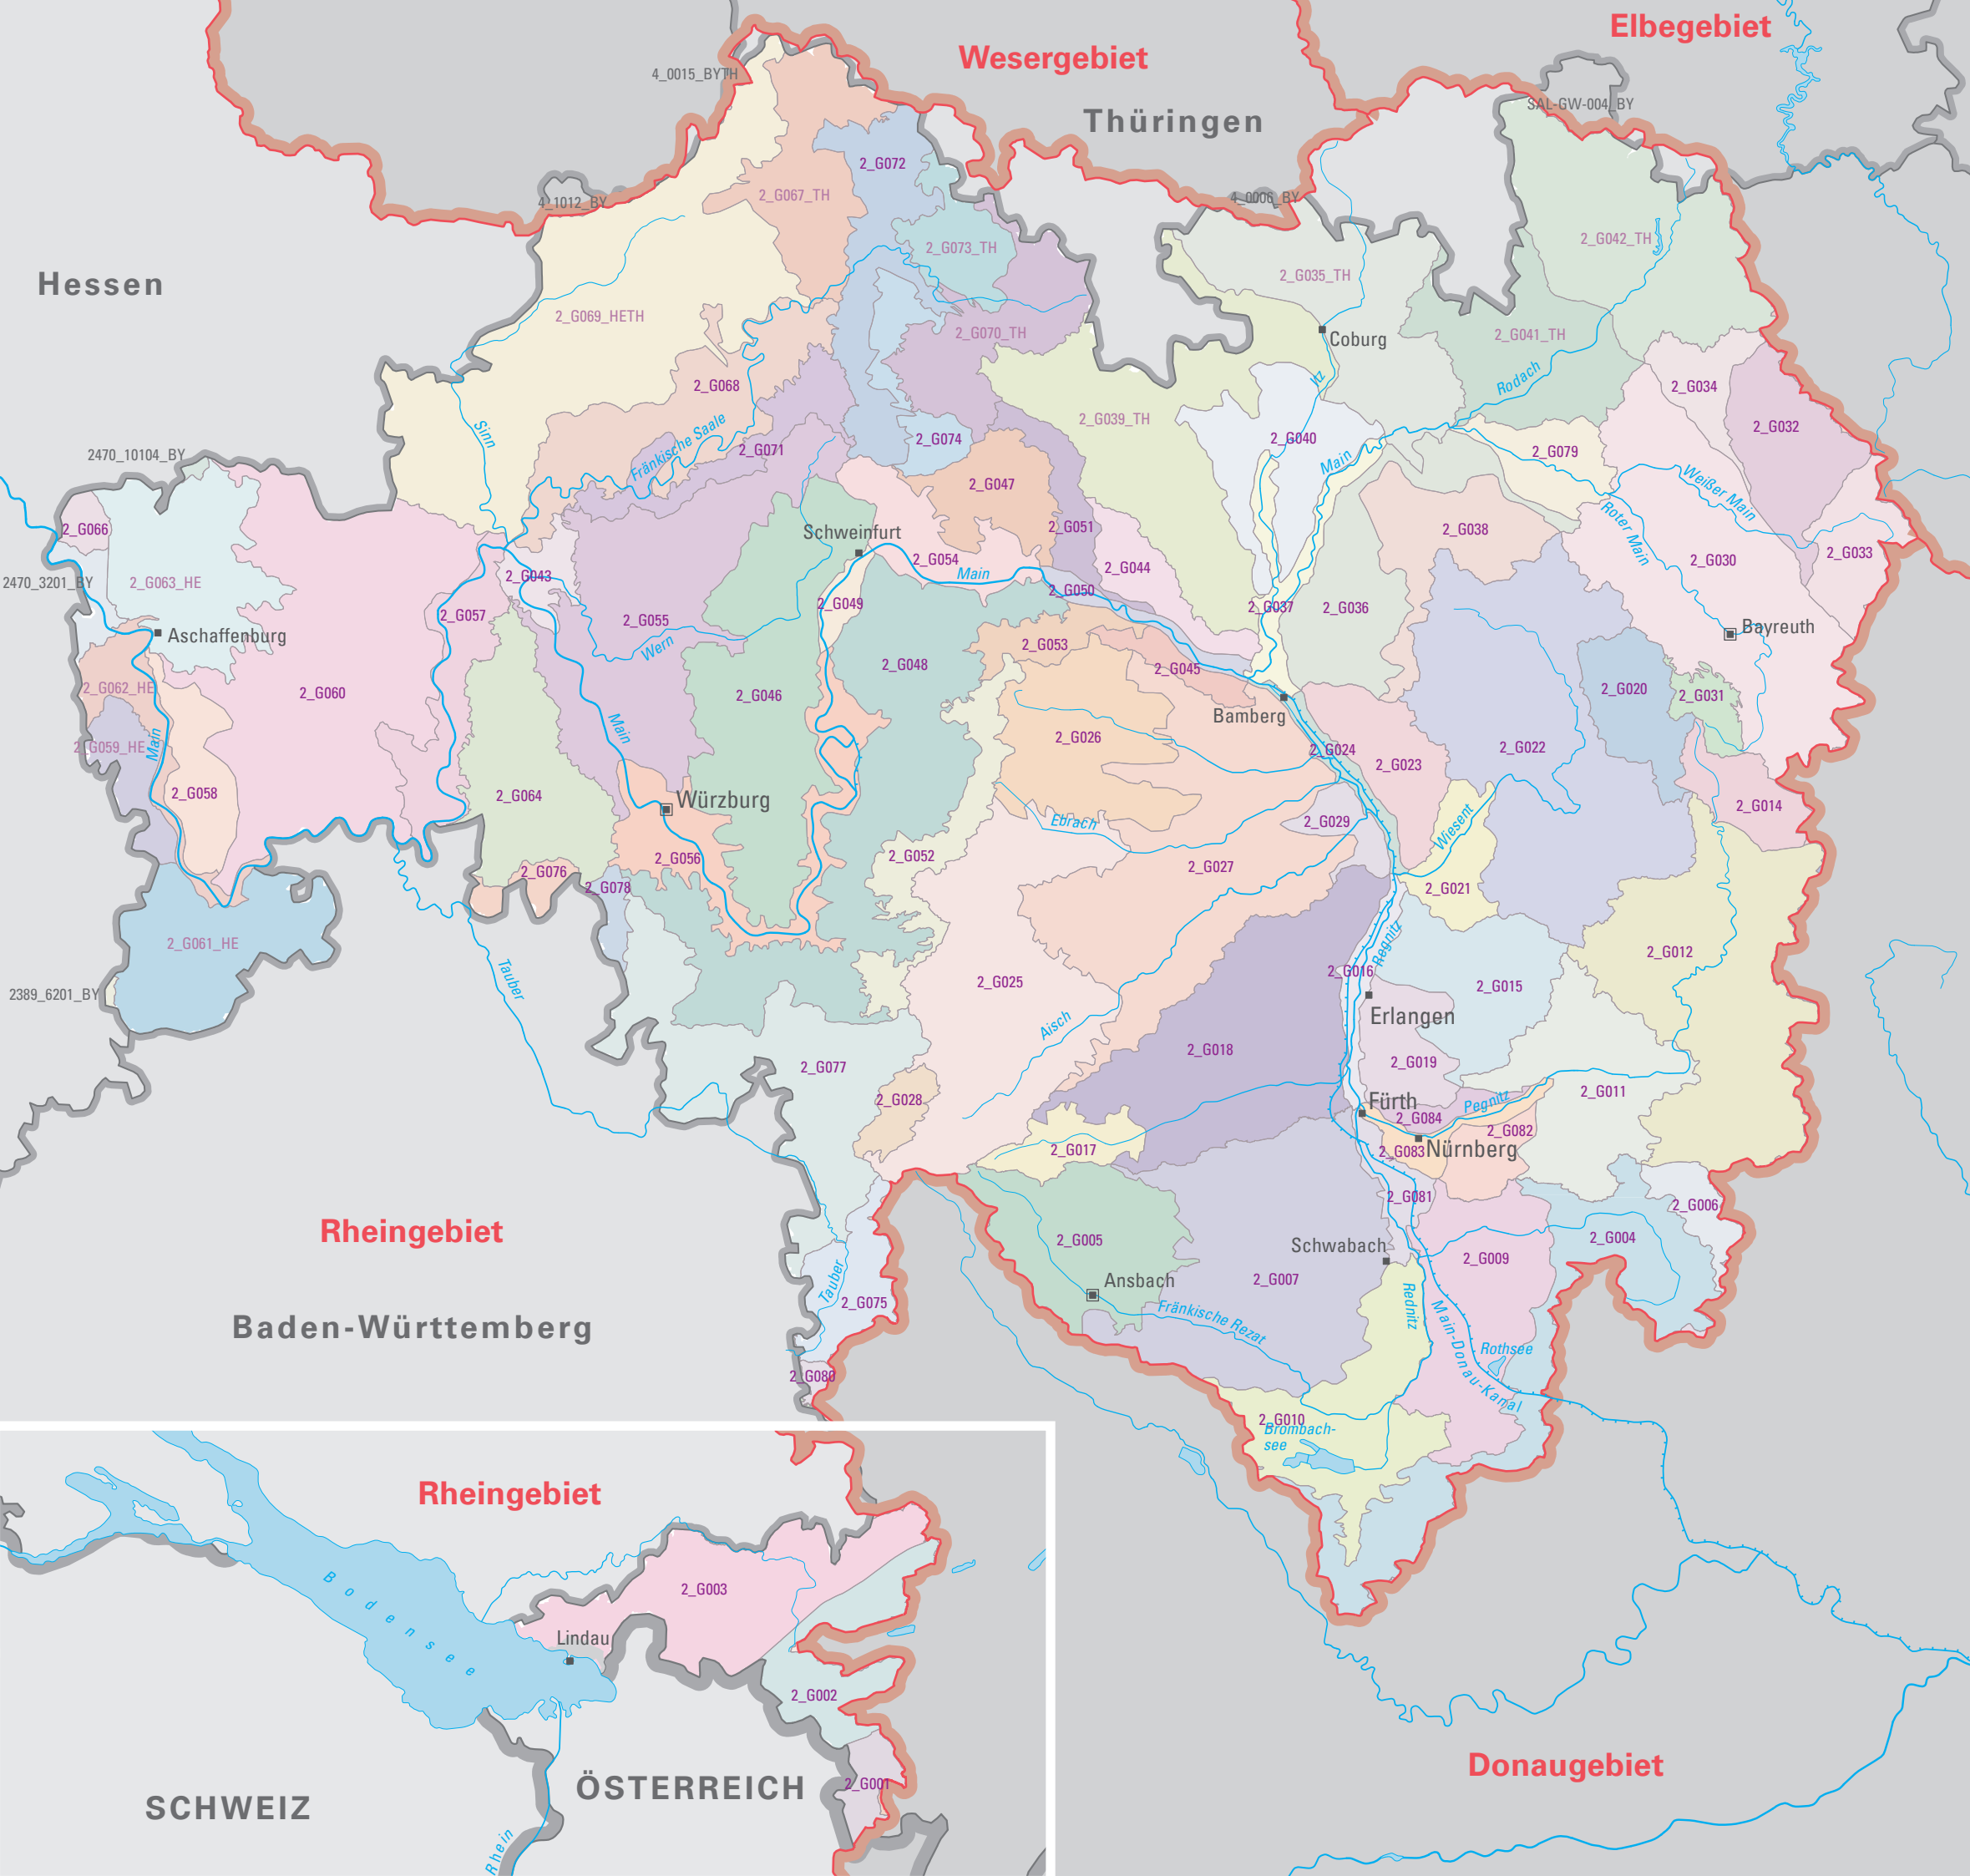 Elbegebiet
Wesergebiet
4_0015_BYTH
SAL-GW-004_BY
Thüringen
2_G072
2_G067_TH
4_1012_BY
4_0006_BY
2_G042_TH
2_G073_TH
2_G035_TH
Hessen
2_G069_HETH
2_G070_TH
2_G041_TH
Coburg
Itz
Rodach
2_G068
2_G034
2_G039_TH
2_G032
Sinn
Fränkische Saale
2_G074
2_G040
2_G071
2_G079
2470_10104_BY
Main
2_G047
Weißer Main
2_G066
2_G051
2_G038
Roter Main
Schweinfurt
2_G054
2_G030
2_G033
2470_3201_BY
2_G063_HE
2_G043
Main
2_G044
2_G050
2_G049
2_G037
2_G036
2_G057
2_G055
Aschaffenburg
Wern
2_G053
Bayreuth
2_G048
2_G045
2_G062_HE
2_G060
2_G046
2_G020
2_G031
Bamberg
Main
Main
2_G026
2_G059_HE
2_G024
2_G022
2_G023
2_G058
2_G064
Würzburg
2_G014
Ebrach
2_G029
Wiesent
2_G056
2_G052
2_G027
2_G076
2_G078
2_G021
2_G061_HE
Regnitz
2_G012
2_G016
Tauber
2_G025
2_G015
2389_6201_BY
Erlangen
Aisch
2_G018
2_G019
2_G077
2_G011
2_G028
Fürth
Pegnitz
2_G084
2_G082
2_G017
2_G083
Nürnberg
2_G081
2_G006
Rheingebiet
2_G005
2_G004
Schwabach
2_G009
Ansbach
2_G007
Tauber
2_G075
Rednitz
Fränkische Rezat
Baden-Württemberg
Main-Donau-Kanal
Rothsee
2_G080
2_G010
Brombach-
see
Rheingebiet
Bodensee
2_G003
Lindau
2_G002
Donaugebiet
ÖSTERREICH
2_G001
SCHWEIZ
Rhein